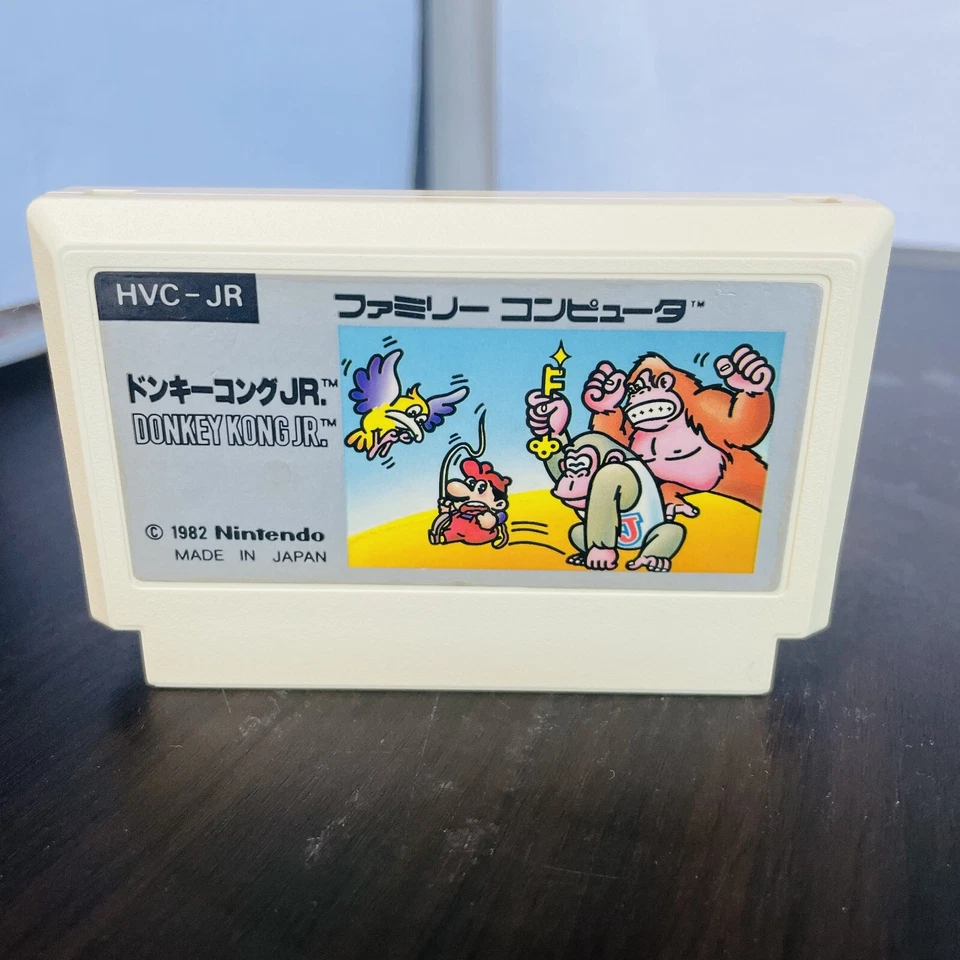 HVC-JR
ファミリー コンピュータ™
ドンキーコングJR.™
DONKEY KONG JR.™
© 1982 Nintendo
MADE IN JAPAN
J